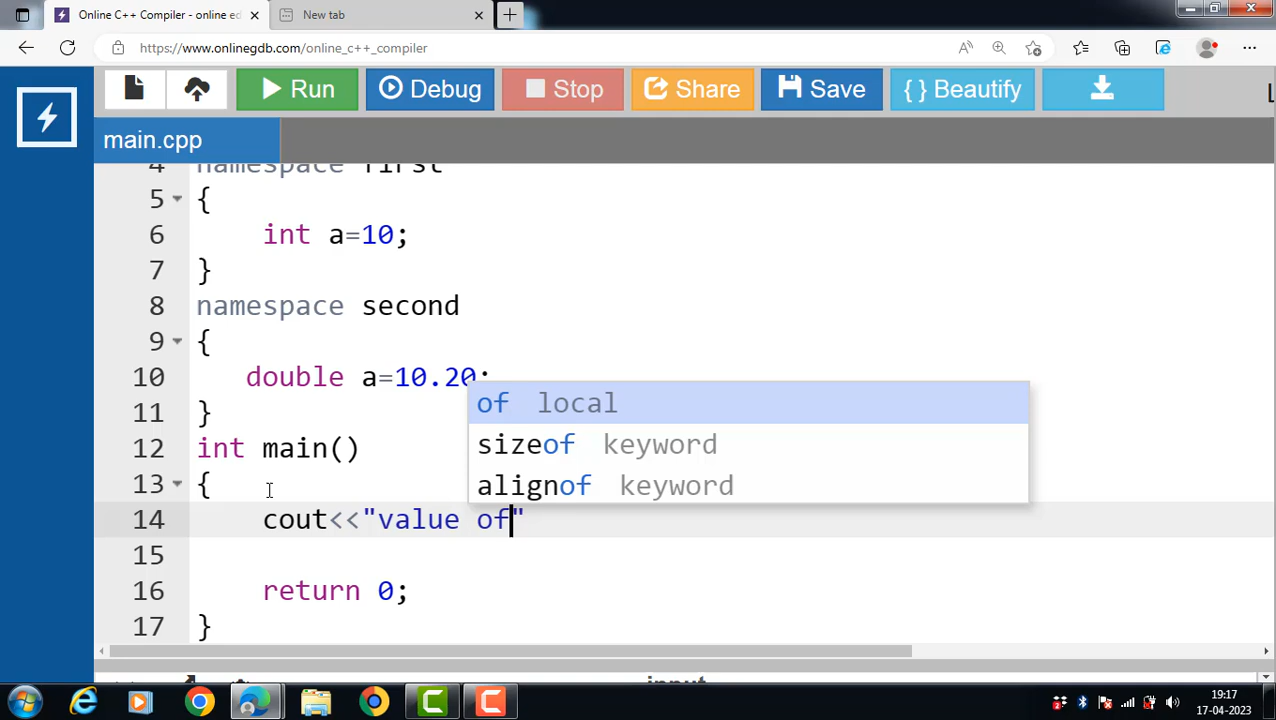 Online C++ Compiler - online ed
New tab
https://www.onlinegdb.com/online_c++_compiler
Run
Debug
Stop
Share
Save
{ } Beautify
main.cpp
4 namespace first
5 {
6 int a=10;
7 }
8 namespace second
9 {
10 double a=10.20;
11 }
12 int main()
13 {
14 cout<<"value of"
15
16 return 0;
17 }
of local
sizeof keyword
alignof keyword
input
19:17
17-04-2023